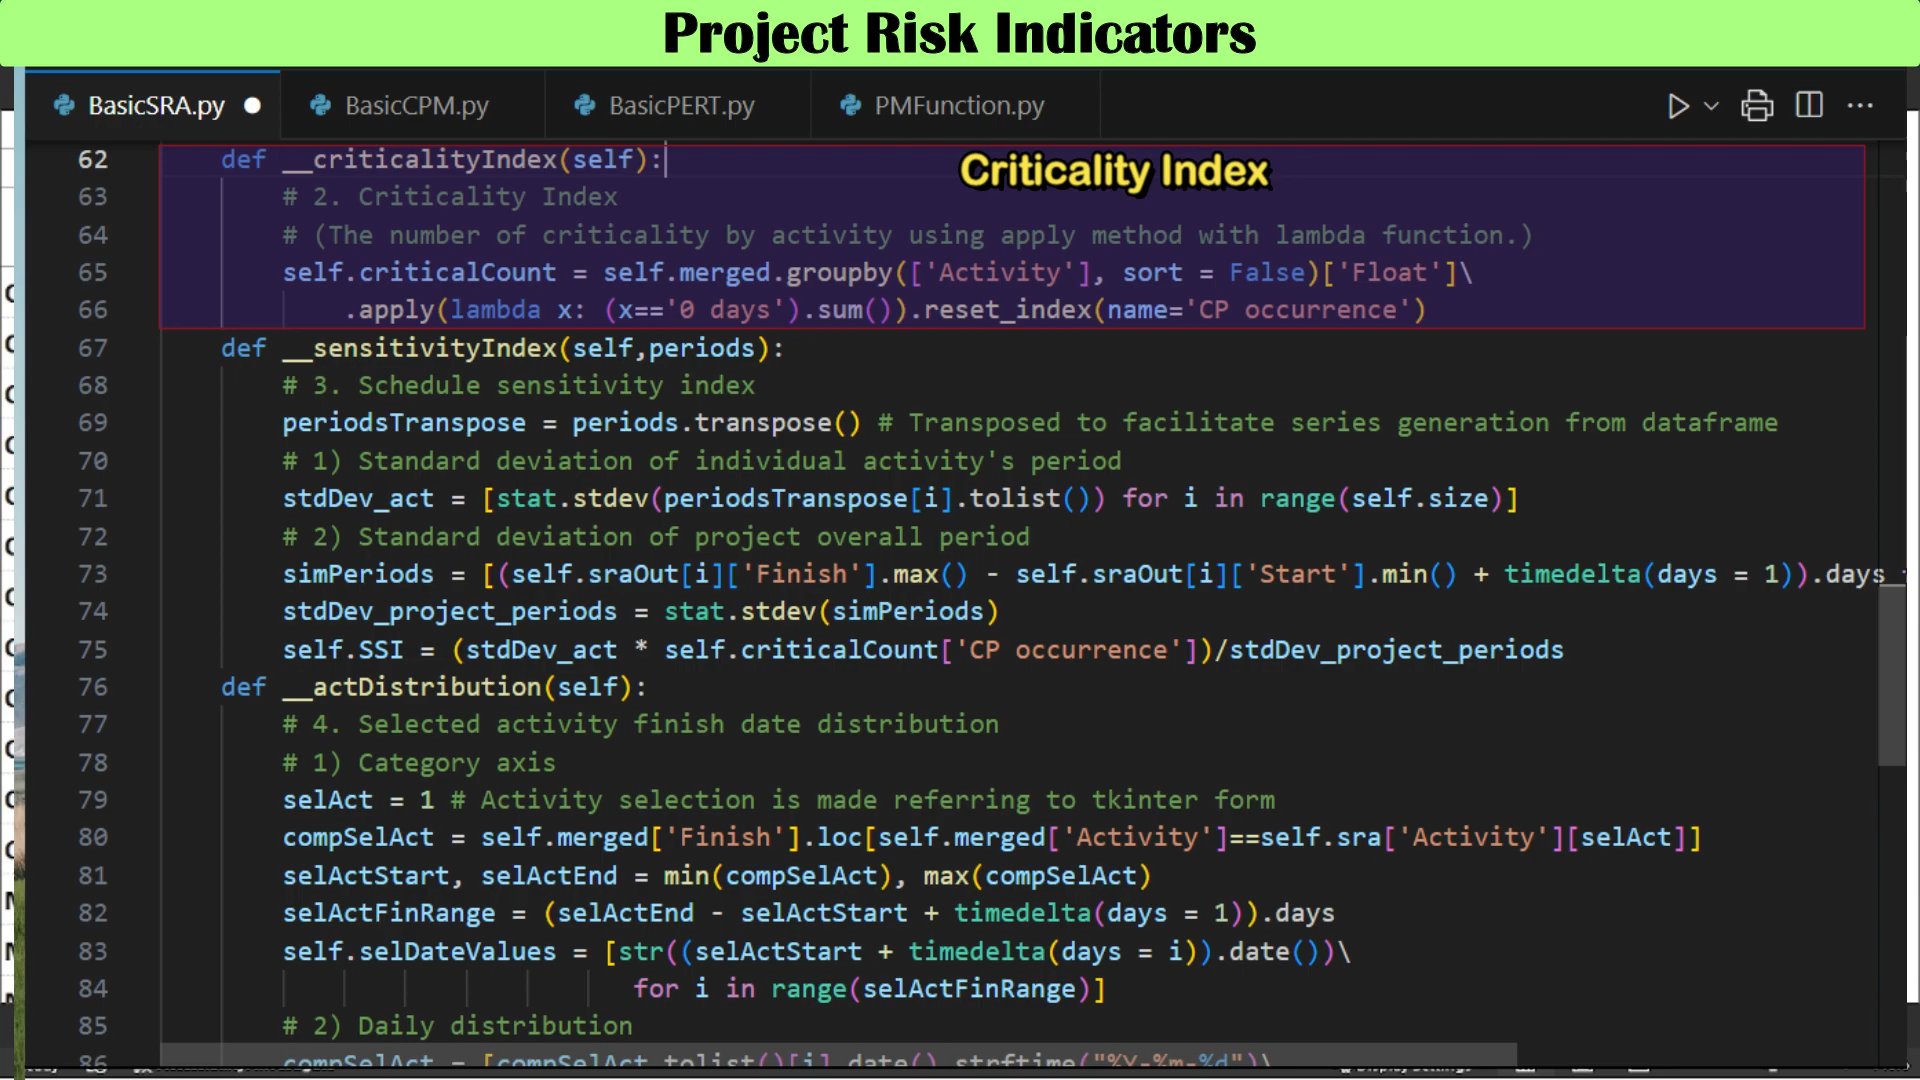 Project Risk Indicators
BasicSRA.py
BasicCPM.py
BasicPERT.py
PMFunction.py
Criticality Index
62 def __criticalityIndex(self):
63 # 2. Criticality Index
64 # (The number of criticality by activity using apply method with lambda function.)
65 self.criticalCount = self.merged.groupby(['Activity'], sort = False)['Float']\
66 .apply(lambda x: (x=='0 days').sum()).reset_index(name='CP occurrence')
67 def __sensitivityIndex(self,periods):
68 # 3. Schedule sensitivity index
69 periodsTranspose = periods.transpose() # Transposed to facilitate series generation from dataframe
70 # 1) Standard deviation of individual activity's period
71 stdDev_act = [stat.stdev(periodsTranspose[i].tolist()) for i in range(self.size)]
72 # 2) Standard deviation of project overall period
73 simPeriods = [(self.sraOut[i]['Finish'].max() - self.sraOut[i]['Start'].min() + timedelta(days = 1)).days
74 stdDev_project_periods = stat.stdev(simPeriods)
75 self.SSI = (stdDev_act * self.criticalCount['CP occurrence'])/stdDev_project_periods
76 def __actDistribution(self):
77 # 4. Selected activity finish date distribution
78 # 1) Category axis
79 selAct = 1 # Activity selection is made referring to tkinter form
80 compSelAct = self.merged['Finish'].loc[self.merged['Activity']==self.sra['Activity'][selAct]]
81 selActStart, selActEnd = min(compSelAct), max(compSelAct)
82 selActFinRange = (selActEnd - selActStart + timedelta(days = 1)).days
83 self.selDateValues = [str((selActStart + timedelta(days = i)).date())\
84 for i in range(selActFinRange)]
85 # 2) Daily distribution
86 compSelAct = [compSelAct.tolist()[i].date().strftime("%Y-%m-%d")\